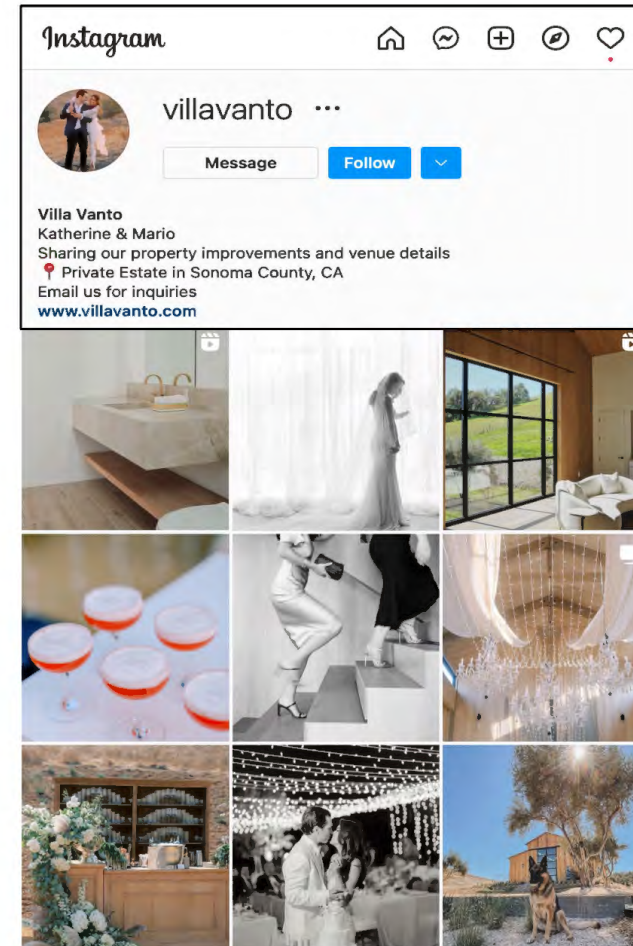 Instagram
villavanto ...
Message Follow
Villa Vanto
Katherine & Mario
Sharing our property improvements and venue details
Private Estate in Sonoma County, CA
Email us for inquiries
www.villavanto.com